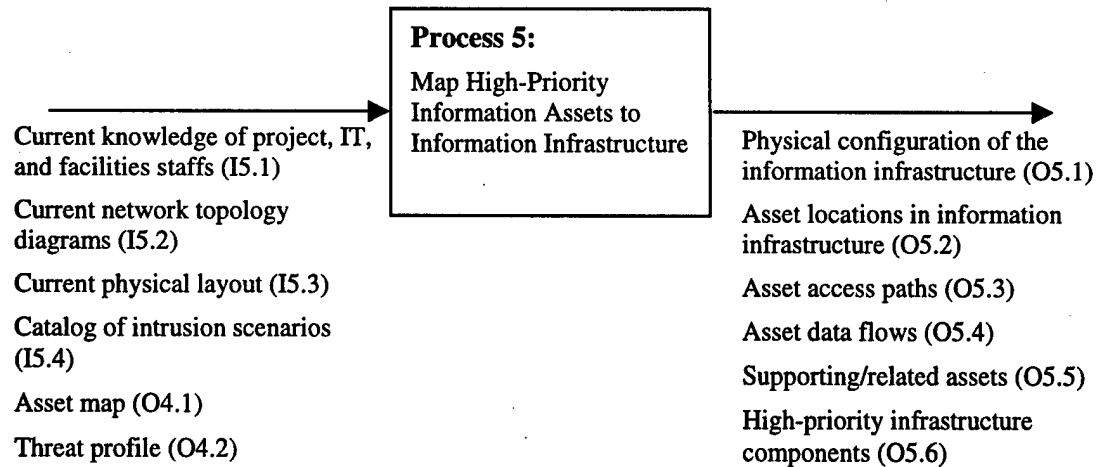 Process 5:
Map High-Priority
Information Assets to
Information Infrastructure
Current knowledge of project, IT,
and facilities staffs (I5.1)
Current network topology
diagrams (I5.2)
Current physical layout (I5.3)
Catalog of intrusion scenarios
(I5.4)
Asset map (O4.1)
Threat profile (O4.2)
Physical configuration of the
information infrastructure (O5.1)
Asset locations in information
infrastructure (O5.2)
Asset access paths (O5.3)
Asset data flows (O5.4)
Supporting/related assets (O5.5)
High-priority infrastructure
components (O5.6)